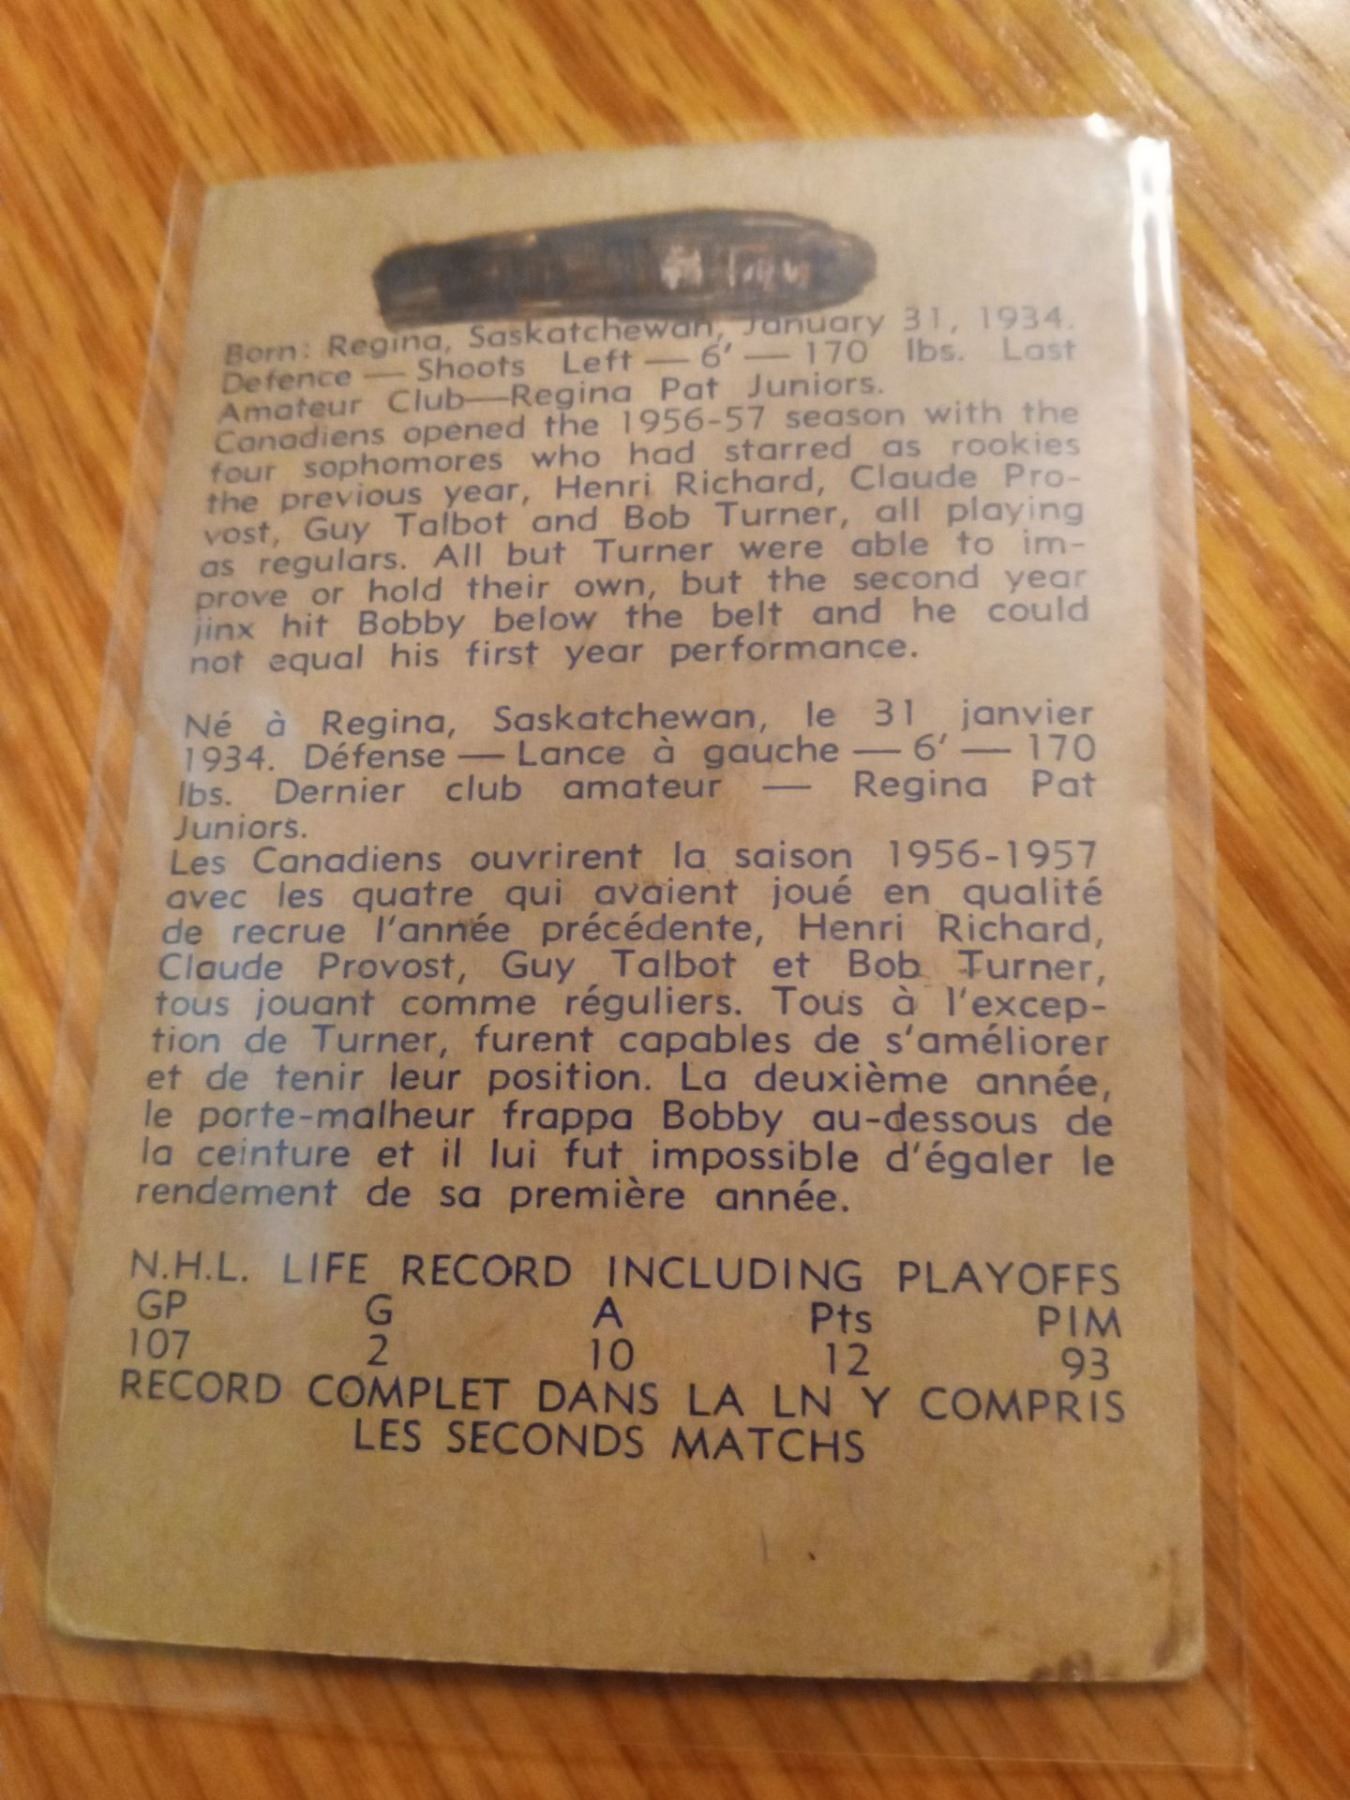 Born: Regina, Saskatchewan, January 31, 1934.
Defence — Shoots Left — 6′ — 170 lbs. Last
Amateur Club—Regina Pat Juniors.
Canadiens opened the 1956-57 season with the
four sophomores who had starred as rookies
the previous year, Henri Richard, Claude Pro-
vost, Guy Talbot and Bob Turner, all playing
as regulars. All but Turner were able to im-
prove or hold their own, but the second year
jinx hit Bobby below the belt and he could
not equal his first year performance.
Né à Regina, Saskatchewan, le 31 janvier
1934. Défense — Lance à gauche — 6′ — 170
lbs. Dernier club amateur — Regina Pat
Juniors.
Les Canadiens ouvrirent la saison 1956-1957
avec les quatre qui avaient joué en qualité
de recrue l'année précédente, Henri Richard,
Claude Provost, Guy Talbot et Bob Turner,
tous jouant comme réguliers. Tous à l'excep-
tion de Turner, furent capables de s'améliorer
et de tenir leur position. La deuxième année,
le porte-malheur frappa Bobby au-dessous de
la ceinture et il lui fut impossible d'égaler le
rendement de sa première année.
N.H.L. LIFE RECORD INCLUDING PLAYOFFS
GP G A Pts PIM
107 2 10 12 93
RECORD COMPLET DANS LA LN Y COMPRIS
LES SECONDS MATCHS